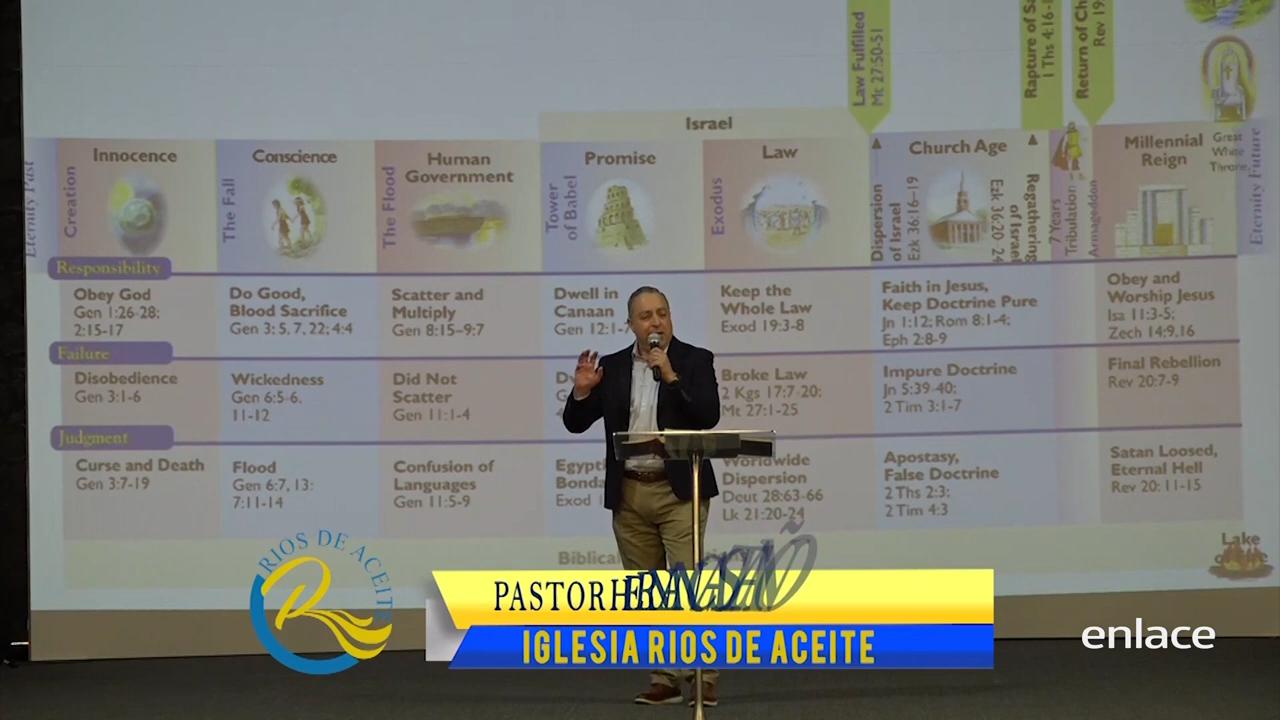 Law Fulfilled
Mt 27:50-51
Rapture of
1 Ths 4:16-
Return of
Rev 19:
Israel
Eternity Past
Creation
Innocence
The Fall
Conscience
The Flood
Human
Government
Tower
of Babel
Promise
Exodus
Law
Dispersion
of Israel
Ezk 36:16-19
Church Age
Ezk 36:20-24
Regathering
of Israel
7 Years
Tribulation
Armageddon
Millennial
Reign
Great
White
Throne
Eternity Future
Responsibility
Obey God
Gen 1:26-28;
2:15-17
Do Good,
Blood Sacrifice
Gen 3:5,7,22; 4:4
Scatter and
Multiply
Gen 8:15-9:7
Dwell in
Canaan
Gen 12:1-7
Keep the
Whole Law
Exod 19:3-8
Faith in Jesus,
Keep Doctrine Pure
Jn 1:12; Rom 8:1-4;
Eph 2:8-9
Obey and
Worship Jesus
Isa 11:3-5;
Zech 14:9,16
Failure
Disobedience
Gen 3:1-6
Wickedness
Gen 6:5-6,
11-12
Did Not
Scatter
Gen 11:1-4
Broke Law
2 Kgs 17:7-20;
Mt 27:1-25
Impure Doctrine
Jn 5:39-40;
2 Tim 3:1-7
Final Rebellion
Rev 20:7-9
Judgment
Curse and Death
Gen 3:7-19
Flood
Gen 6:7, 13;
7:11-14
Confusion of
Languages
Gen 11:5-9
Exod
Worldwide
Dispersion
Deut 28:63-66
Lk 21:20-24
Apostasy,
False Doctrine
2 Ths 2:3;
2 Tim 4:3
Satan Loosed,
Eternal Hell
Rev 20:11-15
Biblical
Lake
RIOS DE ACEITE
PASTOR
IGLESIA RIOS DE ACEITE
enlace